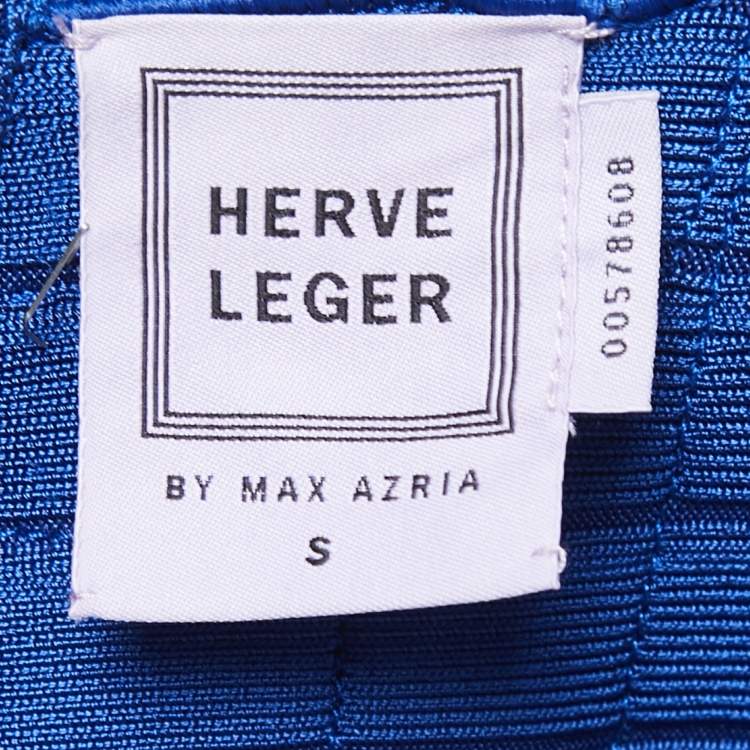 HERVE
LEGER
BY MAX AZRIA
S
00578608